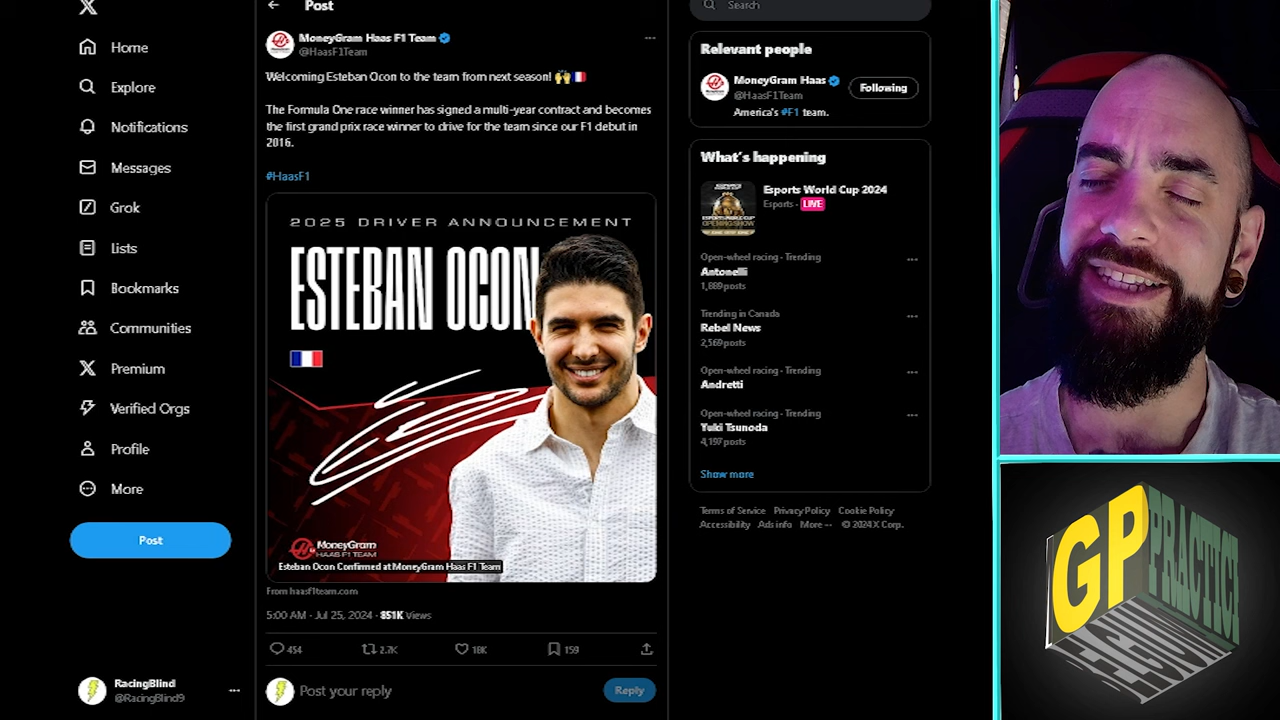 Home
Explore
Notifications
Messages
Grok
Lists
Bookmarks
Communities
Premium
Verified Orgs
Profile
More
Post
RacingBlind
@RacingBlind9
Post
MoneyGram Haas F1 Team
@HaasF1Team
Welcoming Esteban Ocon to the team from next season! 🙌 🇫🇷
The Formula One race winner has signed a multi-year contract and becomes
the first grand prix race winner to drive for the team since our F1 debut in
2016.
#HaasF1
2025 DRIVER ANNOUNCEMENT
ESTEBAN OCON
MoneyGram
HAAS F1 TEAM
Esteban Ocon Confirmed at MoneyGram Haas F1 Team
From haasf1team.com
5:00 AM · Jul 25, 2024 · 851K Views
454 2.7K 18K 159
Post your reply
Reply
Search
Relevant people
MoneyGram Haas
@HaasF1Team
Following
America's #F1 team.
What's happening
Esports World Cup 2024
Esports · LIVE
Open-wheel racing · Trending
Antonelli
1,889 posts
Trending in Canada
Rebel News
2,569 posts
Open-wheel racing · Trending
Andretti
Open-wheel racing · Trending
Yuki Tsunoda
4,197 posts
Show more
Terms of Service Privacy Policy Cookie Policy
Accessibility Ads info More ··· © 2024 X Corp.
GP
PRACTICE